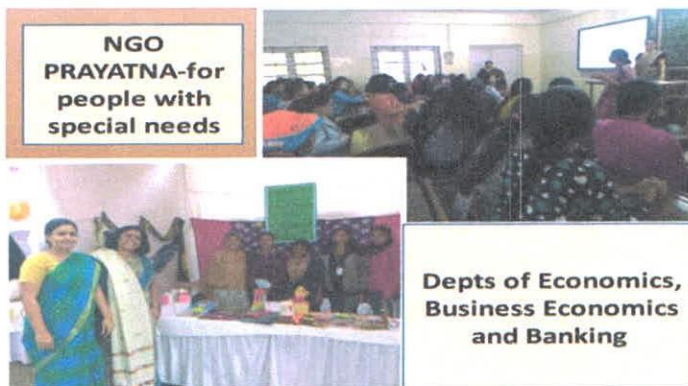 NGO
PRAYATNA-for
people with
special needs
Depts of Economics,
Business Economics
and Banking